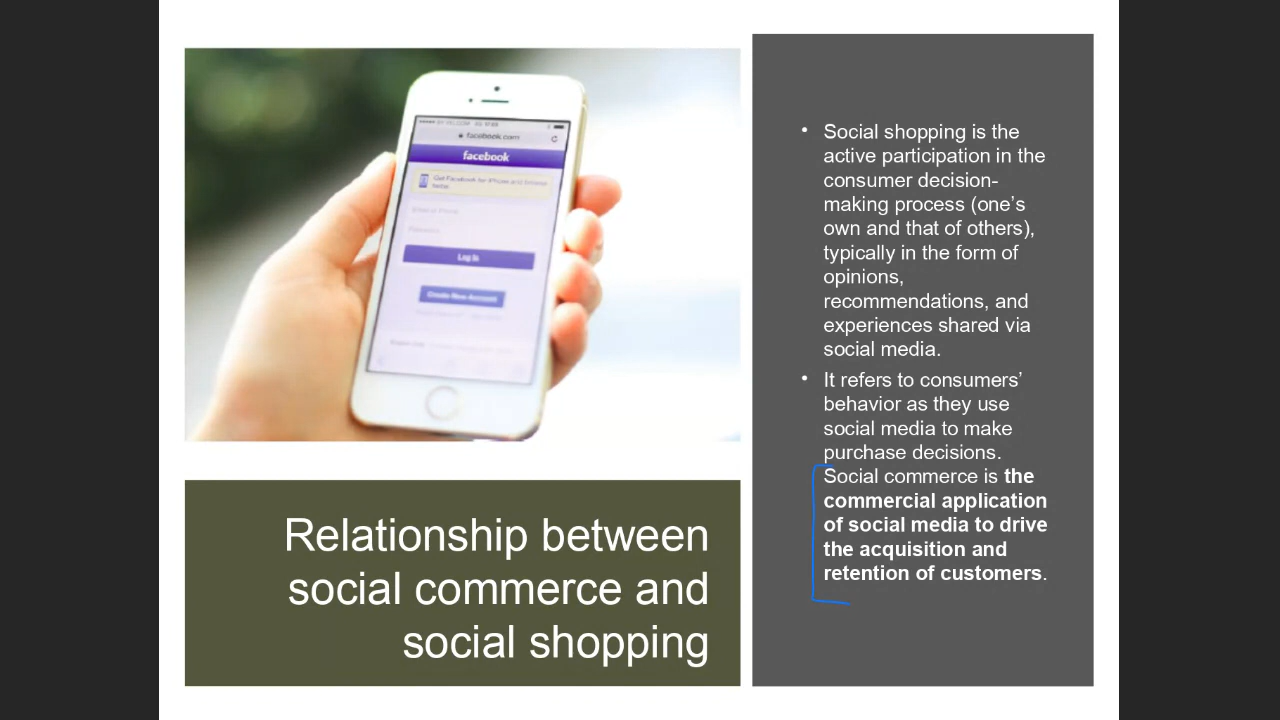 facebook.com
facebook
Log In
Create New Account
Relationship between
social commerce and
social shopping
• Social shopping is the
active participation in the
consumer decision-
making process (one’s
own and that of others),
typically in the form of
opinions,
recommendations, and
experiences shared via
social media.
• It refers to consumers’
behavior as they use
social media to make
purchase decisions.
Social commerce is the
commercial application
of social media to drive
the acquisition and
retention of customers.